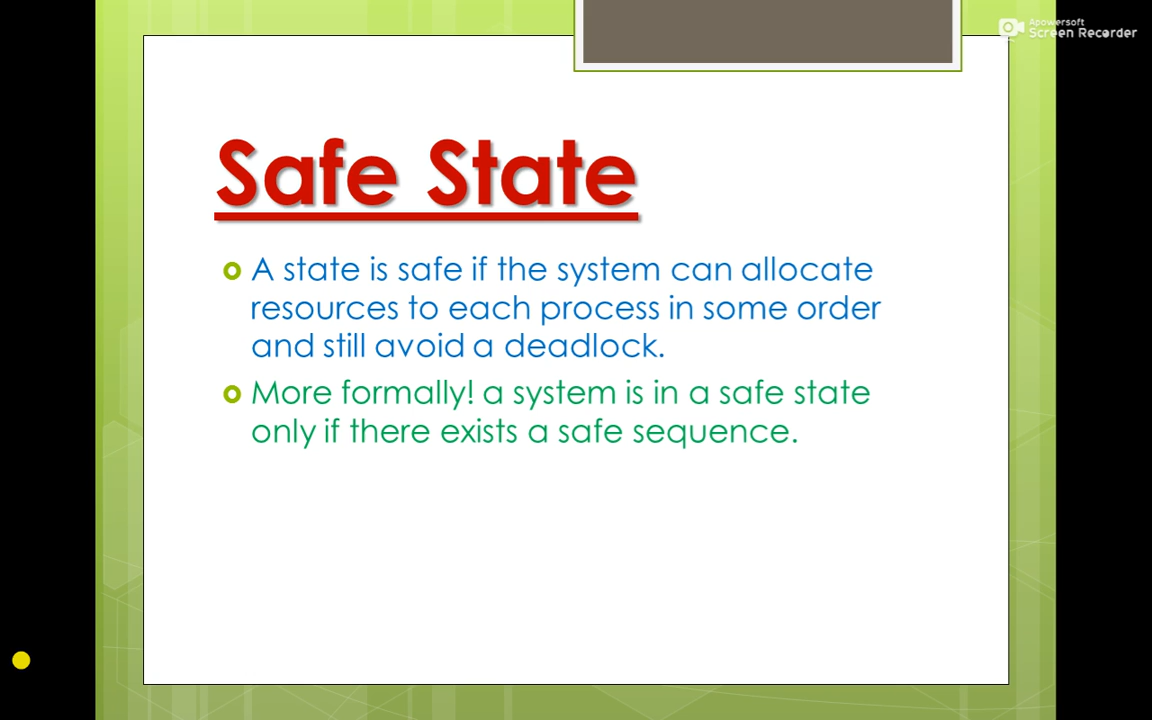 Apowersoft
Screen Recorder
Safe State
A state is safe if the system can allocate
resources to each process in some order
and still avoid a deadlock.
More formally! a system is in a safe state
only if there exists a safe sequence.